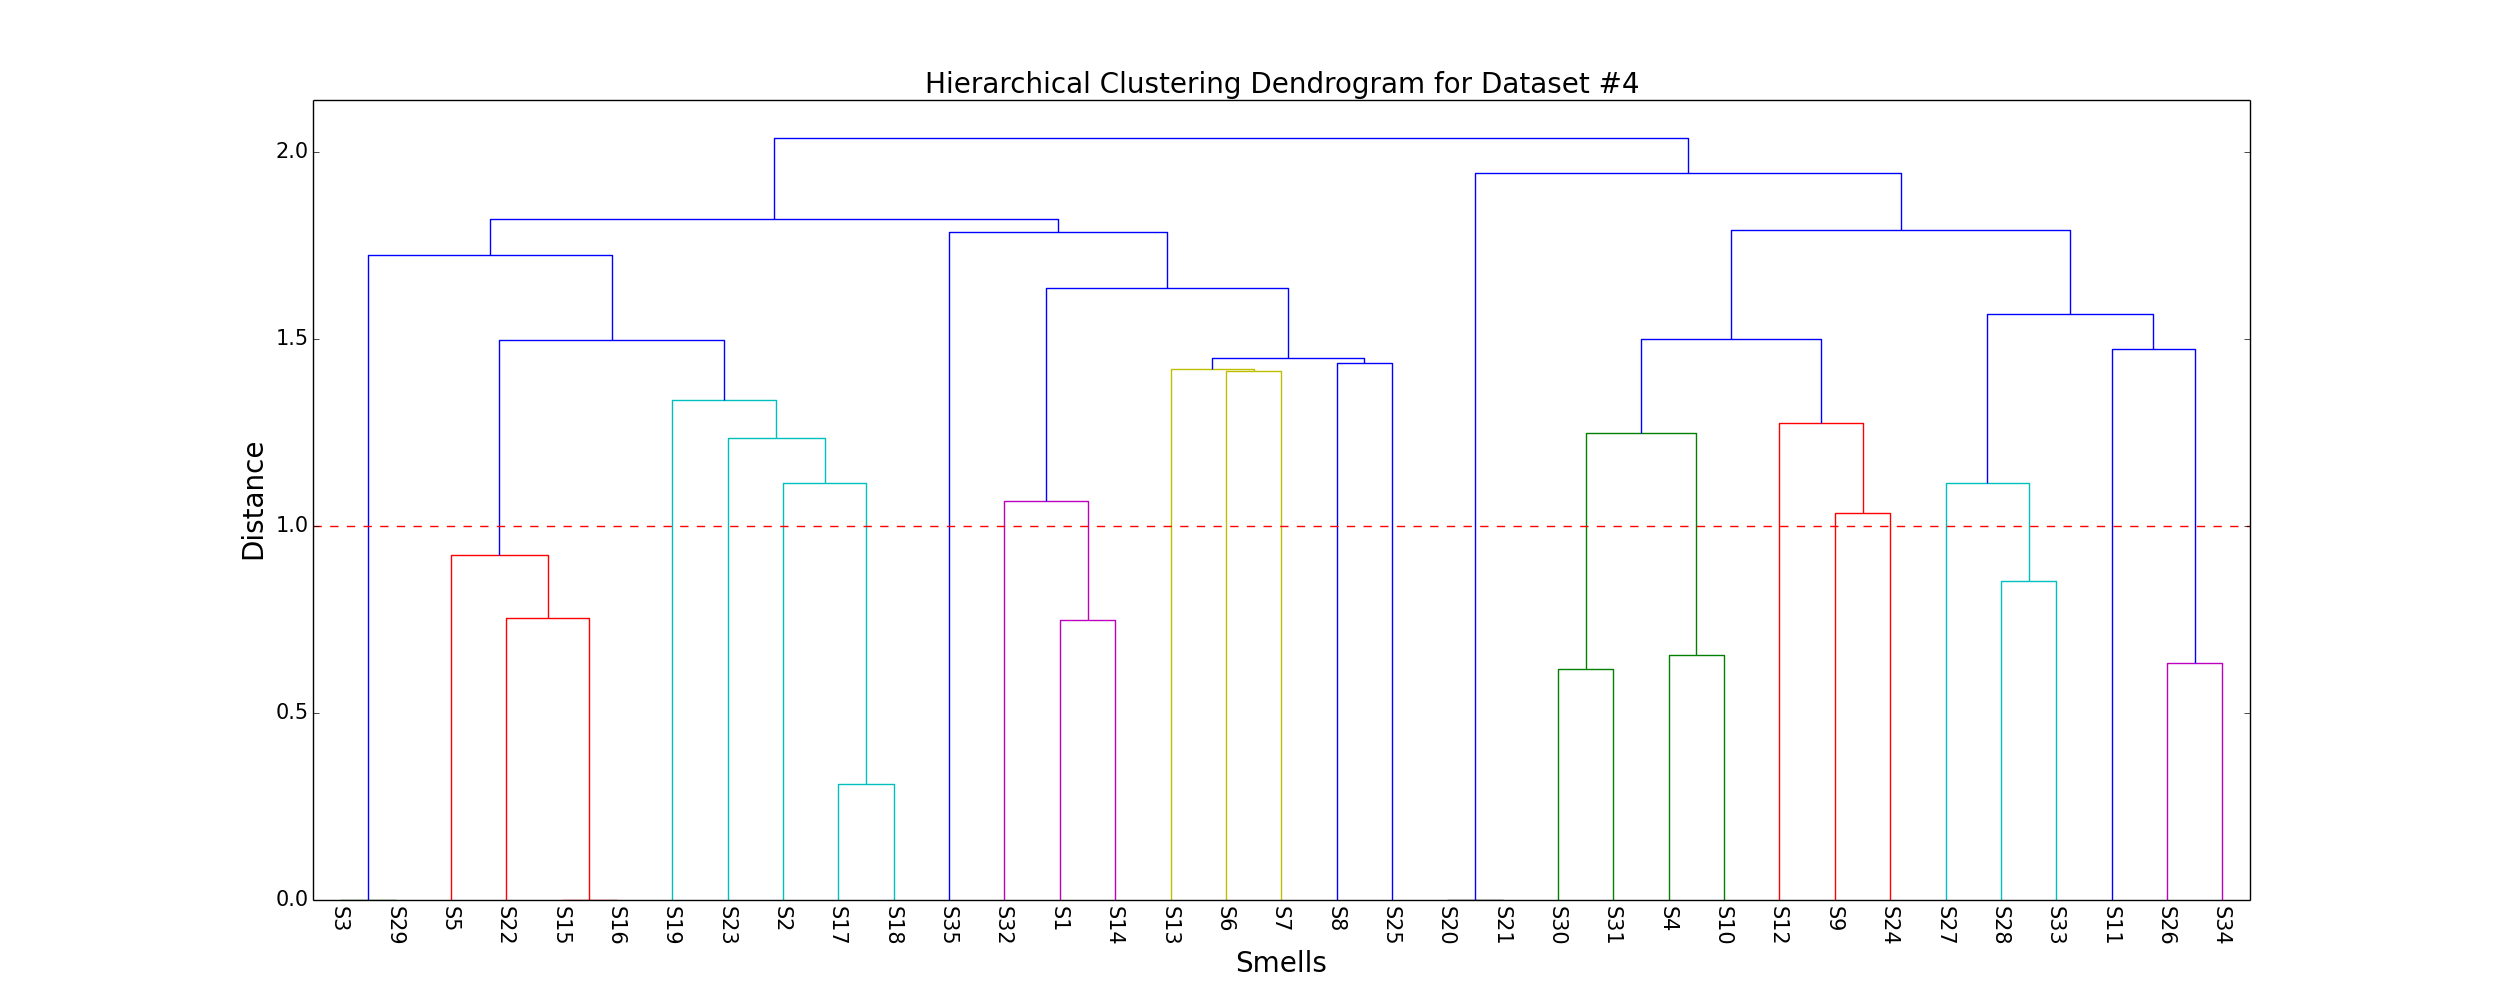 Hierarchical Clustering Dendrogram for Dataset #4
2.0
1.5
1.0
0.5
0.0
Distance
S3 S29 S5 S22 S15 S16 S19 S23 S2 S17 S18 S35 S32 S1 S14 S13 S6 S7 S8 S25 S20 S21 S30 S31 S4 S10 S12 S9 S24 S27 S28 S33 S11 S26 S34
Smells